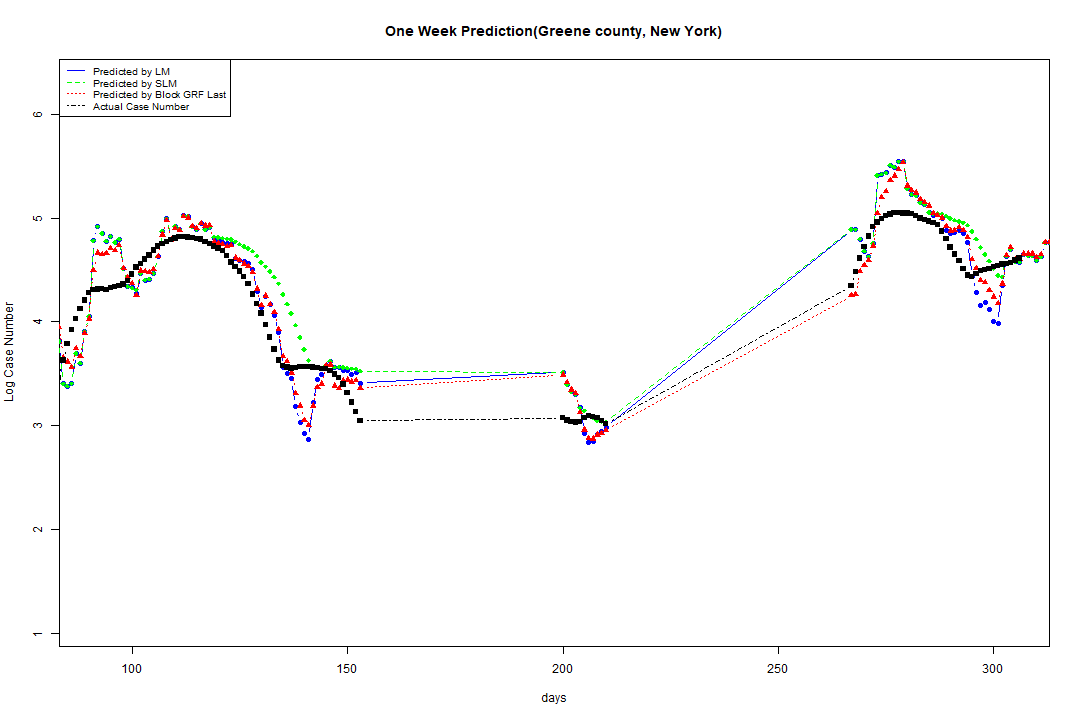 One Week Prediction(Greene county, New York)
Predicted by LM
Predicted by SLM
Predicted by Block GRF Last
Actual Case Number
6
5
4
3
2
1
Log Case Number
100 150 200 250 300
days